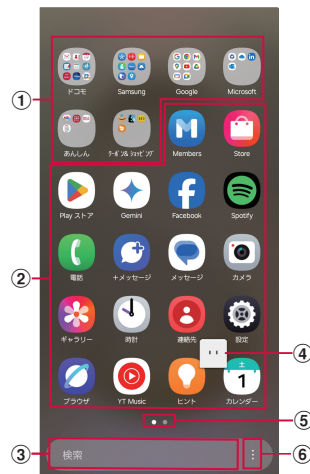 ①
ドコモ Samsung Google Microsoft
あんしん クーポン&ショッピング Members Store
Play ストア Gemini Facebook Spotify
②
電話 +メッセージ メッセージ カメラ
ギャラリー 時計 連絡先 設定
④
土
1
ブラウザ YT Music ヒント カレンダー
⑤
③ 検索 ⑥